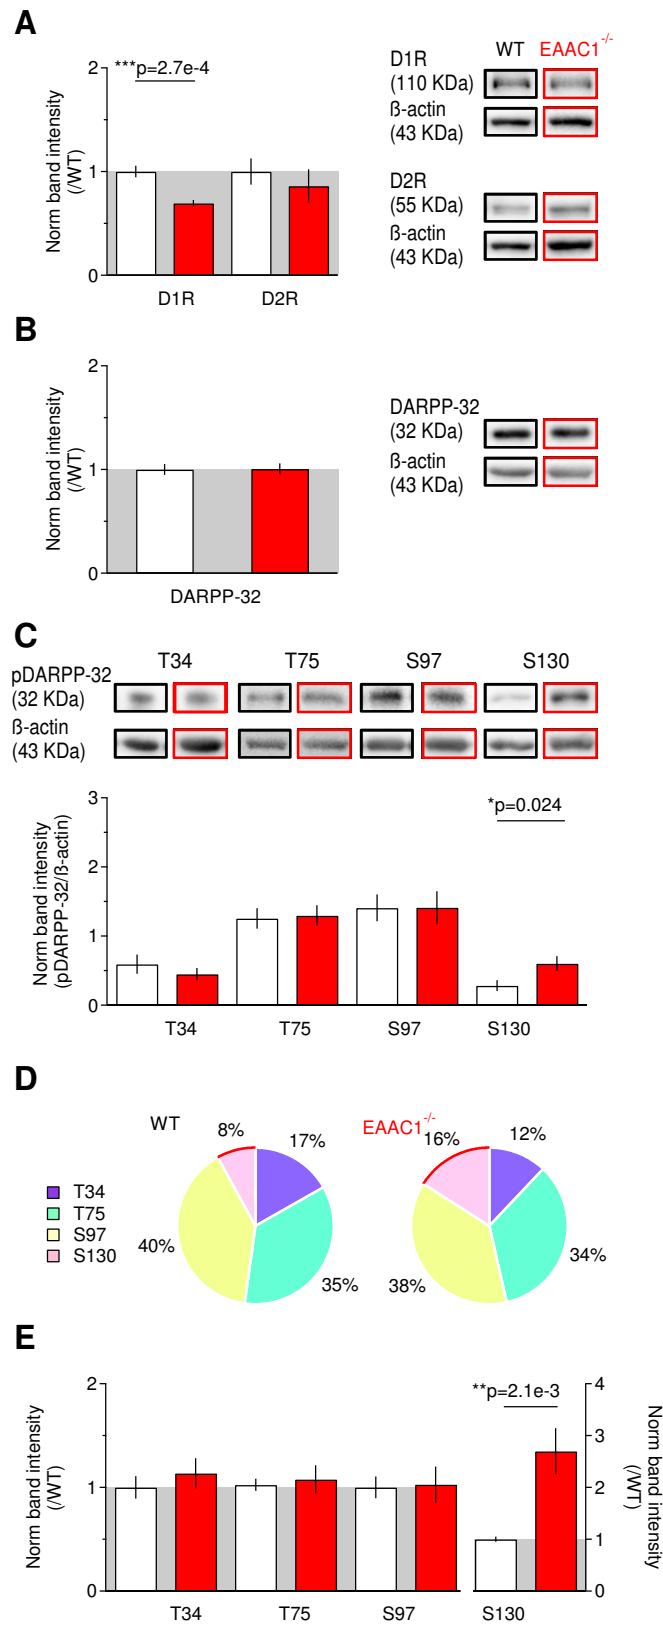 A
***p=2.7e-4
2
1
0
Norm band intensity
(/WT)
D1R
D2R
WT
EAAC1-/-
D1R
(110 KDa)
ß-actin
(43 KDa)
D2R
(55 KDa)
ß-actin
(43 KDa)
B
2
1
0
Norm band intensity
(/WT)
DARPP-32
DARPP-32
(32 KDa)
ß-actin
(43 KDa)
C
T34
T75
S97
S130
pDARPP-32
(32 KDa)
ß-actin
(43 KDa)
3
2
1
0
Norm band intensity
(pDARPP-32/ß-actin)
*p=0.024
T34
T75
S97
S130
D
WT
EAAC1-/-
8%
17%
35%
40%
16%
12%
34%
38%
T34
T75
S97
S130
E
2
1
0
Norm band intensity
(/WT)
**p=2.1e-3
4
3
2
1
0
Norm band intensity
(/WT)
T34
T75
S97
S130